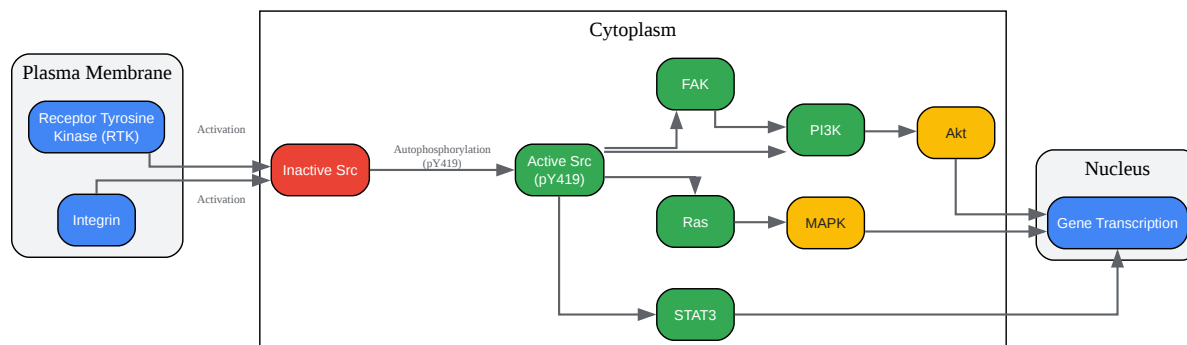 Cytoplasm
Plasma Membrane
Receptor Tyrosine
Kinase (RTK)
Activation
Integrin
Activation
Inactive Src
Autophosphorylation
(pY419)
Active Src
(pY419)
FAK
PI3K
Akt
Ras
MAPK
STAT3
Nucleus
Gene Transcription